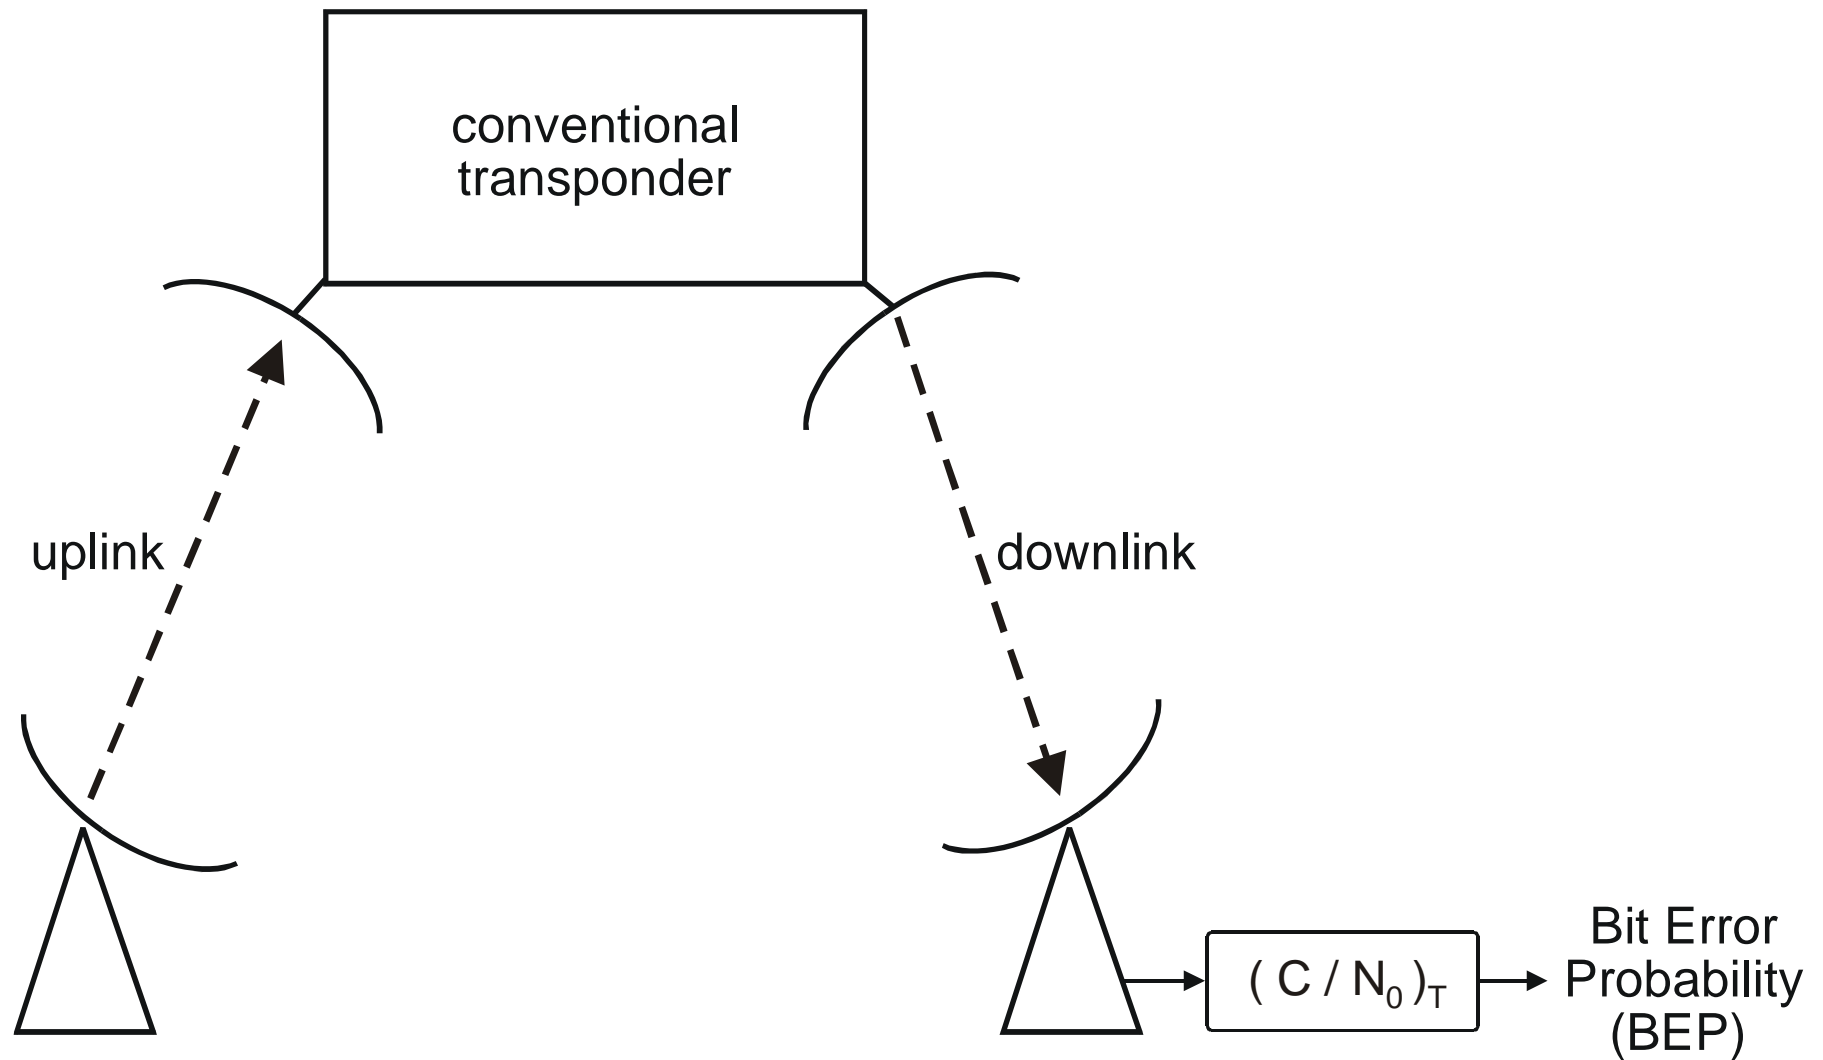 conventional
transponder
uplink
downlink
( C / N₀ )T
Bit Error
Probability
(BEP)